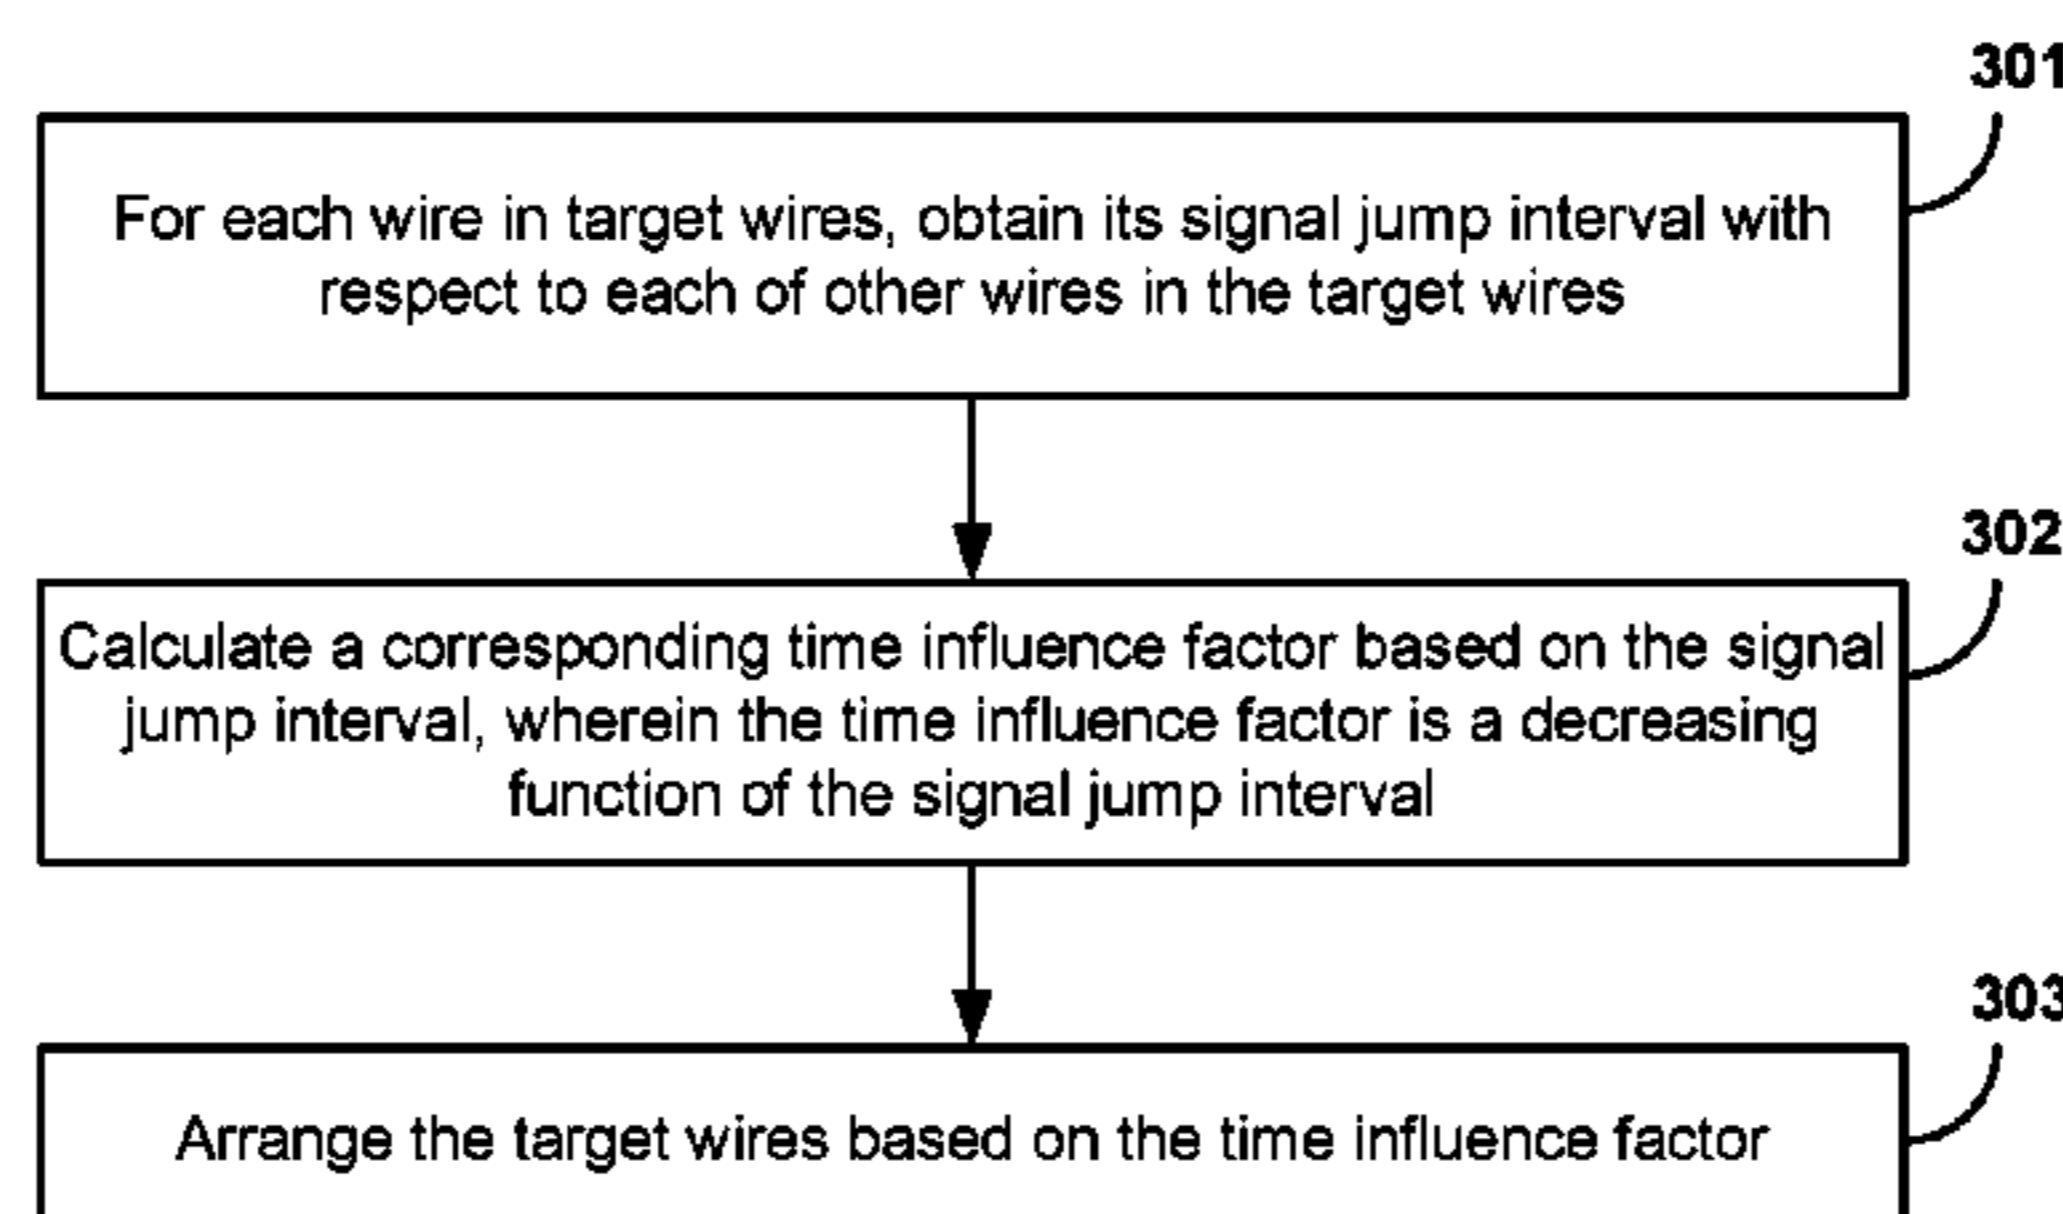 301
For each wire in target wires, obtain its signal jump interval with
respect to each of other wires in the target wires
302
Calculate a corresponding time influence factor based on the signal
jump interval, wherein the time influence factor is a decreasing
function of the signal jump interval
303
Arrange the target wires based on the time influence factor